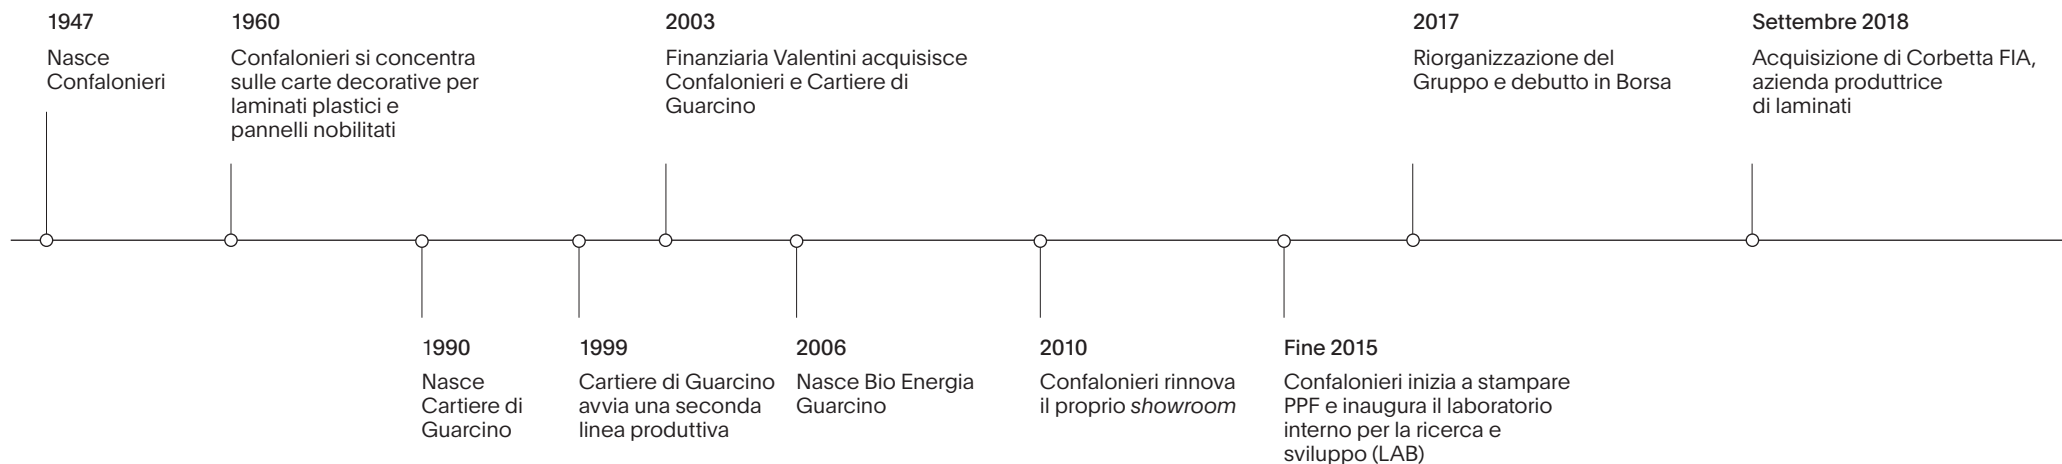 1947
Nasce
Confalonieri
1960
Confalonieri si concentra
sulle carte decorative per
laminati plastici e
pannelli nobilitati
2003
Finanziaria Valentini acquisisce
Confalonieri e Cartiere di
Guarcino
2017
Riorganizzazione del
Gruppo e debutto in Borsa
Settembre 2018
Acquisizione di Corbetta FIA,
azienda produttrice
di laminati
1990
Nasce
Cartiere di
Guarcino
1999
Cartiere di Guarcino
avvia una seconda
linea produttiva
2006
Nasce Bio Energia
Guarcino
2010
Confalonieri rinnova
il proprio showroom
Fine 2015
Confalonieri inizia a stampare
PPF e inaugura il laboratorio
interno per la ricerca e
sviluppo (LAB)